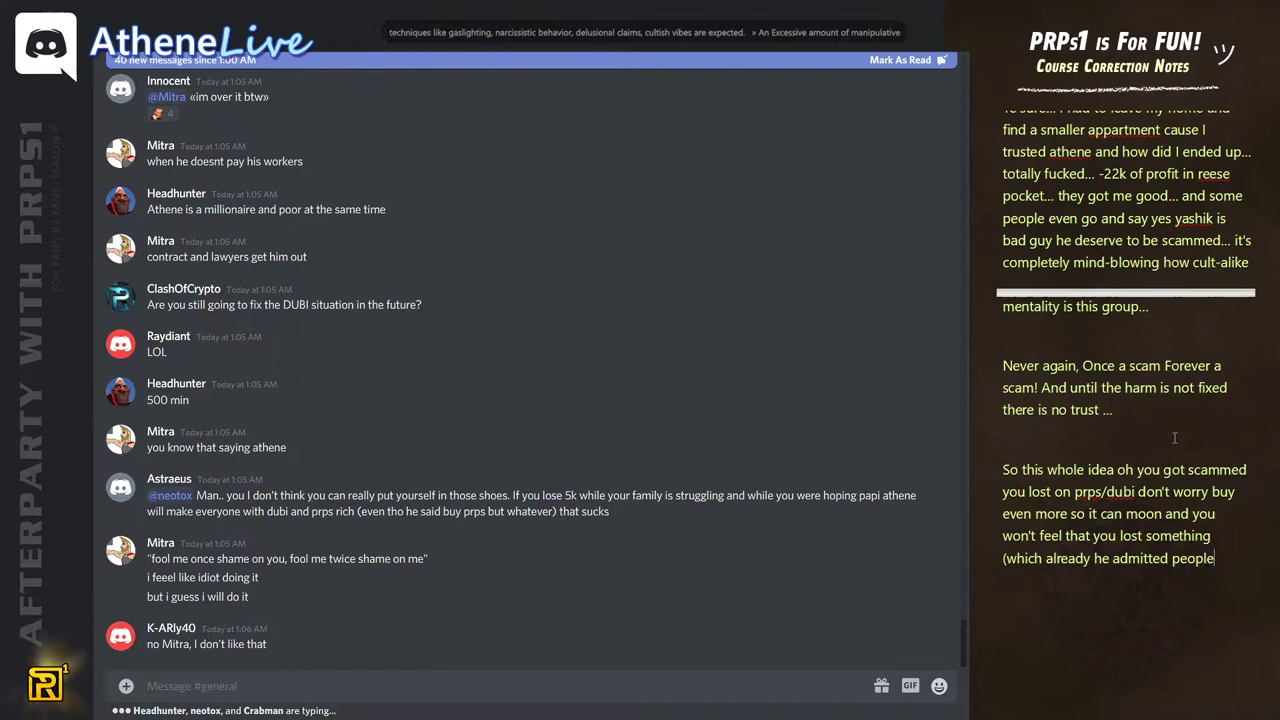 AtheneLive
techniques like gaslighting, narcissistic behavior, delusional claims, cultish vibes are expected. » An Excessive amount of manipulative
40 new messages since 1:00 AM
Mark As Read
Innocent Today at 1:05 AM
@Mitra «im over it btw»
4
Mitra Today at 1:05 AM
when he doesnt pay his workers
Headhunter Today at 1:05 AM
Athene is a millionaire and poor at the same time
Mitra Today at 1:05 AM
contract and lawyers get him out
ClashOfCrypto Today at 1:05 AM
Are you still going to fix the DUBI situation in the future?
Raydiant Today at 1:05 AM
LOL
Headhunter Today at 1:05 AM
500 min
Mitra Today at 1:05 AM
you know that saying athene
Astraeus Today at 1:05 AM
@neotox Man.. you I don't think you can really put yourself in those shoes. If you lose 5k while your family is struggling and while you were hoping papi athene
will make everyone with dubi and prps rich (even tho he said buy prps but whatever) that sucks
Mitra Today at 1:05 AM
"fool me once shame on you, fool me twice shame on me"
i feel like idiot doing it
but i guess i will do it
K-ARly40 Today at 1:06 AM
no Mitra, I don't like that
Message #general
GIF
Headhunter, neotox, and Crabman are typing...
AFTERPARTY WITH PRPS1
FOR FANS, BY FANS, SEASON
R1
PRPs1 is For FUN! ツ
Course Correction Notes
find a smaller appartment cause I
trusted athene and how did I ended up...
totally fucked... -22k of profit in reese
pocket... they got me good... and some
people even go and say yes yashik is
bad guy he deserve to be scammed... it's
completely mind-blowing how cult-alike
mentality is this group...
Never again, Once a scam Forever a
scam! And until the harm is not fixed
there is no trust ...
So this whole idea oh you got scammed
you lost on prps/dubi don't worry buy
even more so it can moon and you
won't feel that you lost something
(which already he admitted people